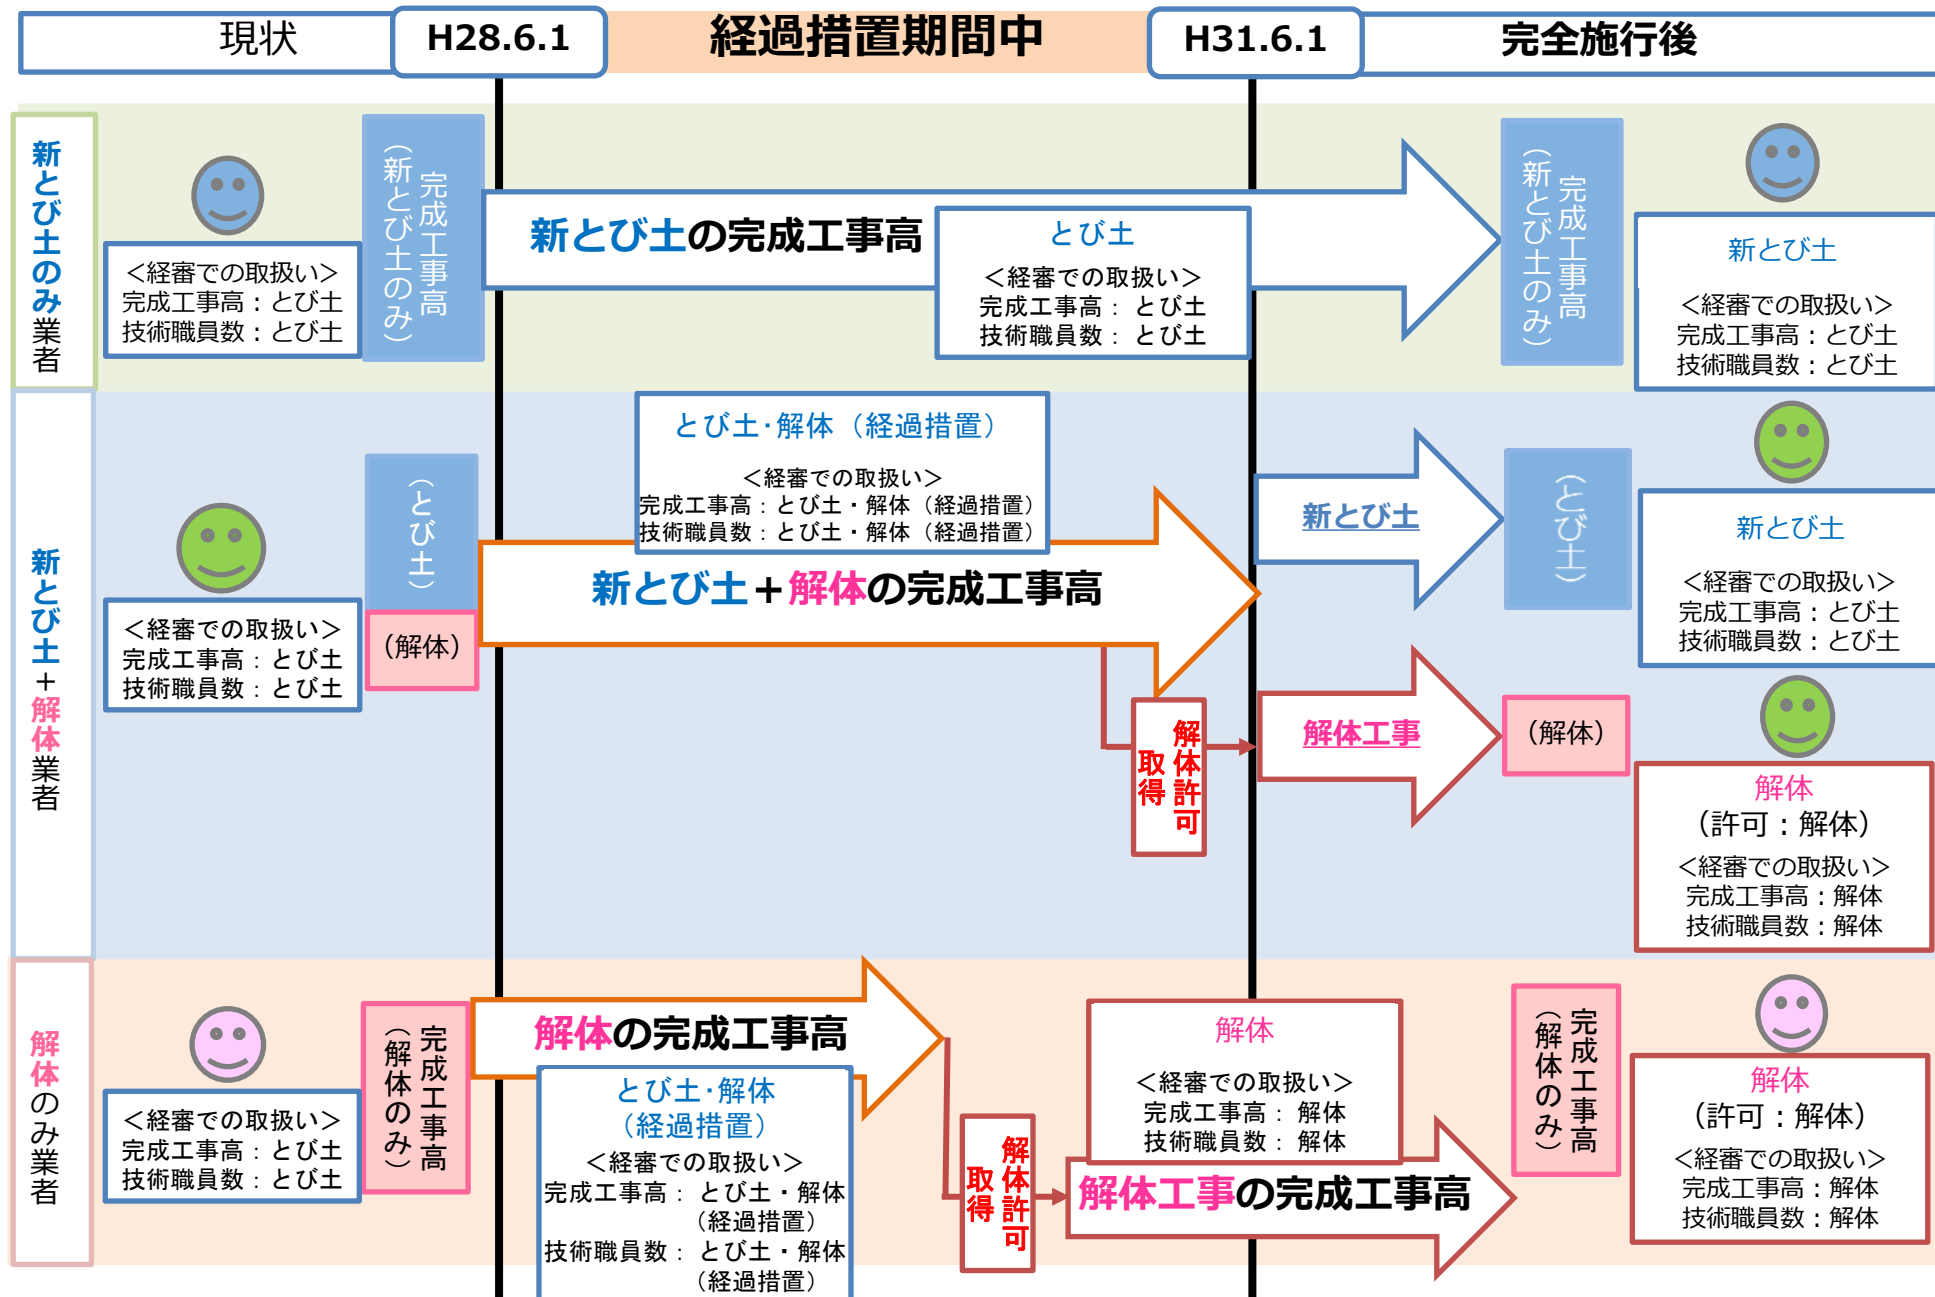 現状
H28.6.1
経過措置期間中
H31.6.1
完全施行後
新とび土のみ業者
＜経審での取扱い＞
完成工事高：とび土
技術職員数：とび土
完成工事高
（新とび土のみ）
新とび土の完成工事高
とび土
＜経審での取扱い＞
完成工事高： とび土
技術職員数： とび土
完成工事高
（新とび土のみ）
新とび土
＜経審での取扱い＞
完成工事高：とび土
技術職員数：とび土
新とび土＋解体業者
＜経審での取扱い＞
完成工事高：とび土
技術職員数：とび土
（とび土）
（解体）
とび土･解体（経過措置）
＜経審での取扱い＞
完成工事高：とび土・解体（経過措置）
技術職員数：とび土・解体（経過措置）
新とび土＋解体の完成工事高
解体許可
取得
新とび土
（とび土）
新とび土
＜経審での取扱い＞
完成工事高：とび土
技術職員数：とび土
解体工事
（解体）
解体
（許可：解体）
＜経審での取扱い＞
完成工事高：解体
技術職員数：解体
解体のみ業者
＜経審での取扱い＞
完成工事高：とび土
技術職員数：とび土
完成工事高
（解体のみ）
解体の完成工事高
とび土･解体
（経過措置）
＜経審での取扱い＞
完成工事高： とび土・解体
（経過措置）
技術職員数： とび土・解体
（経過措置）
解体許可
取得
解体
＜経審での取扱い＞
完成工事高： 解体
技術職員数： 解体
解体工事の完成工事高
完成工事高
（解体のみ）
解体
（許可：解体）
＜経審での取扱い＞
完成工事高：解体
技術職員数：解体